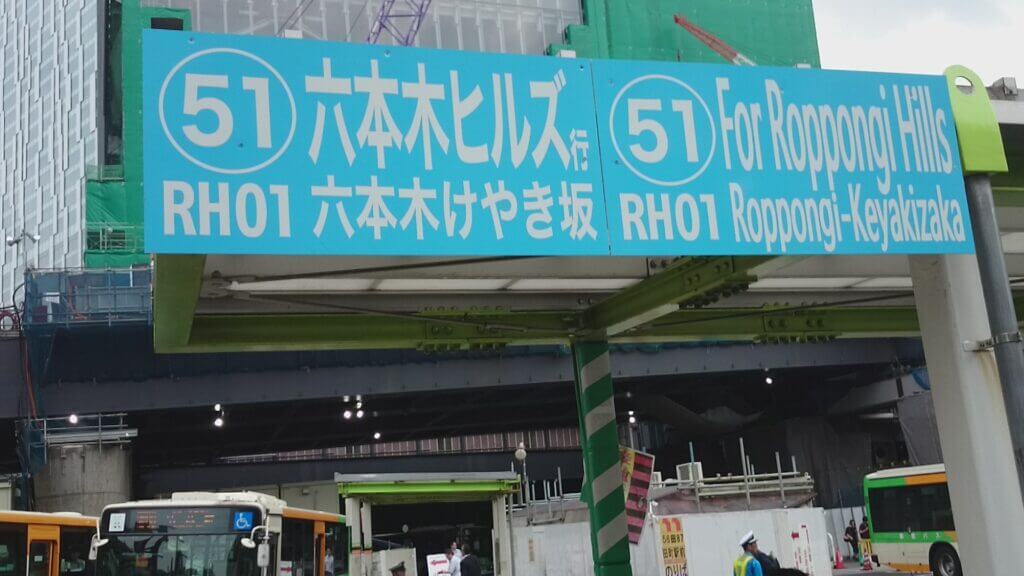 51 六本木ヒルズ行
RH01 六本木けやき坂
51 For Roppongi Hills
RH01 Roppongi-Keyakizaka